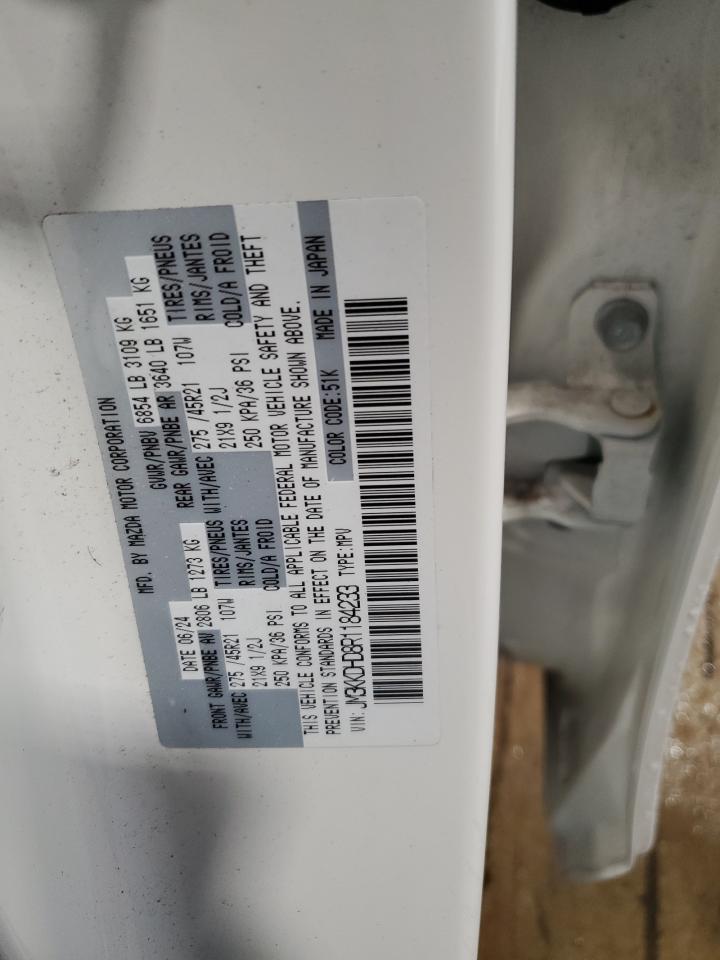 MFD. BY MAZDA MOTOR CORPORATION
DATE 06/24 GVWR/PNBV 6854 LB 3109 KG
FRONT GAWR/PNBE AV 2806 LB 1273 KG REAR GAWR/PNBE AR 3640 LB 1651 KG
WITH/AVEC 275 /45R21 107W TIRES/PNEUS WITH/AVEC 275 /45R21 107W TIRES/PNEUS
21X9 1/2J RIMS/JANTES 21X9 1/2J RIMS/JANTES
250 KPA/36 PSI COLD/A FROID 250 KPA/36 PSI COLD/A FROID
THIS VEHICLE CONFORMS TO ALL APPLICABLE FEDERAL MOTOR VEHICLE SAFETY AND THEFT
PREVENTION STANDARDS IN EFFECT ON THE DATE OF MANUFACTURE SHOWN ABOVE.
VIN: JM3KKDHD8R1184233 TYPE:MPV COLOR CODE:51K MADE IN JAPAN